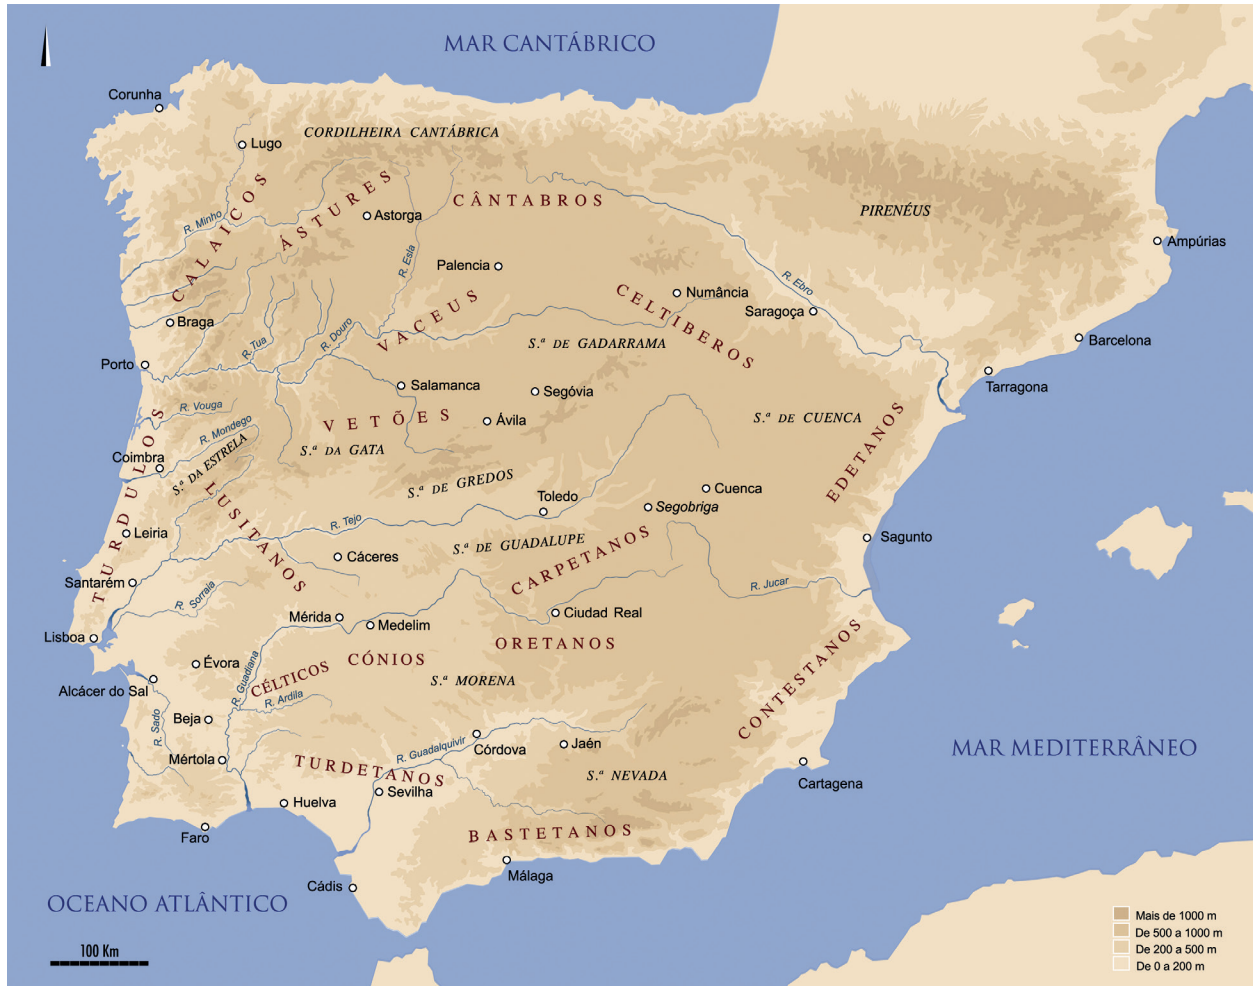 MAR CANTÁBRICO
Corunha
CORDILHEIRA CANTÁBRICA
Lugo
CALAICOS
ÁSTURES
CÂNTABROS
PIRENÉUS
R. Minho
Astorga
Ampúrias
R. Esla
Palencia
R. Ebro
Numância
CELTÍBEROS
Saragoça
Braga
VACEUS
R. Douro
R. Tua
S.ª DE GADARRAMA
Barcelona
Porto
Salamanca
Segóvia
Tarragona
R. Vouga
VETÕES
Ávila
S.ª DE CUENCA
EDETANOS
R. Mondego
Coimbra
S.ª DA ESTRELA
S.ª DA GATA
TURDULOS
LUSITANOS
S.ª DE GREDOS
Toledo
Cuenca
Segobriga
R. Tejo
Leiria
S.ª DE GUADALUPE
Sagunto
Cáceres
CARPETANOS
Santarém
R. Sorraia
R. Jucar
Mérida
Medelim
Ciudad Real
Lisboa
ORETANOS
CONTESTANOS
Évora
R. Guadiana
CÉLTICOS
CÓNIOS
S.ª MORENA
Alcácer do Sal
R. Ardila
R. Sado
Beja
Mértola
R. Guadalquivir
Córdova
Jaén
MAR MEDITERRÂNEO
TURDETANOS
S.ª NEVADA
Cartagena
Sevilha
Huelva
Faro
BASTETANOS
Málaga
Cádis
OCEANO ATLÂNTICO
100 Km
Mais de 1000 m
De 500 a 1000 m
De 200 a 500 m
De 0 a 200 m